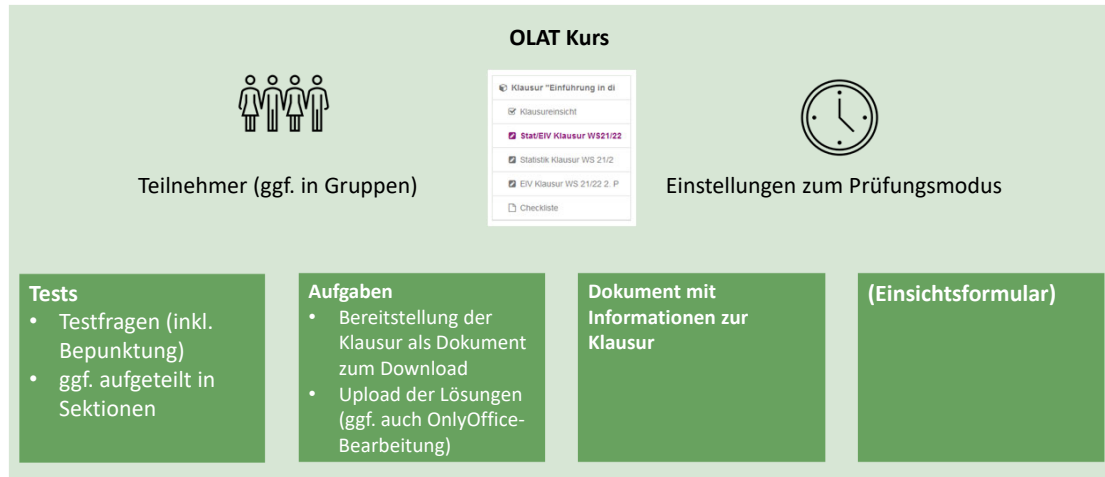 OLAT Kurs
Klausur "Einführung in di
Klausureinsicht
Stat/EIV Klausur WS21/22
Statistik Klausur WS 21/2
EIV Klausur WS 21/22 2. P
Checkliste
Teilnehmer (ggf. in Gruppen)
Einstellungen zum Prüfungsmodus
Tests
• Testfragen (inkl.
Bepunktung)
• ggf. aufgeteilt in
Sektionen
Aufgaben
• Bereitstellung der
Klausur als Dokument
zum Download
• Upload der Lösungen
(ggf. auch OnlyOffice-
Bearbeitung)
Dokument mit
Informationen zur
Klausur
(Einsichtsformular)